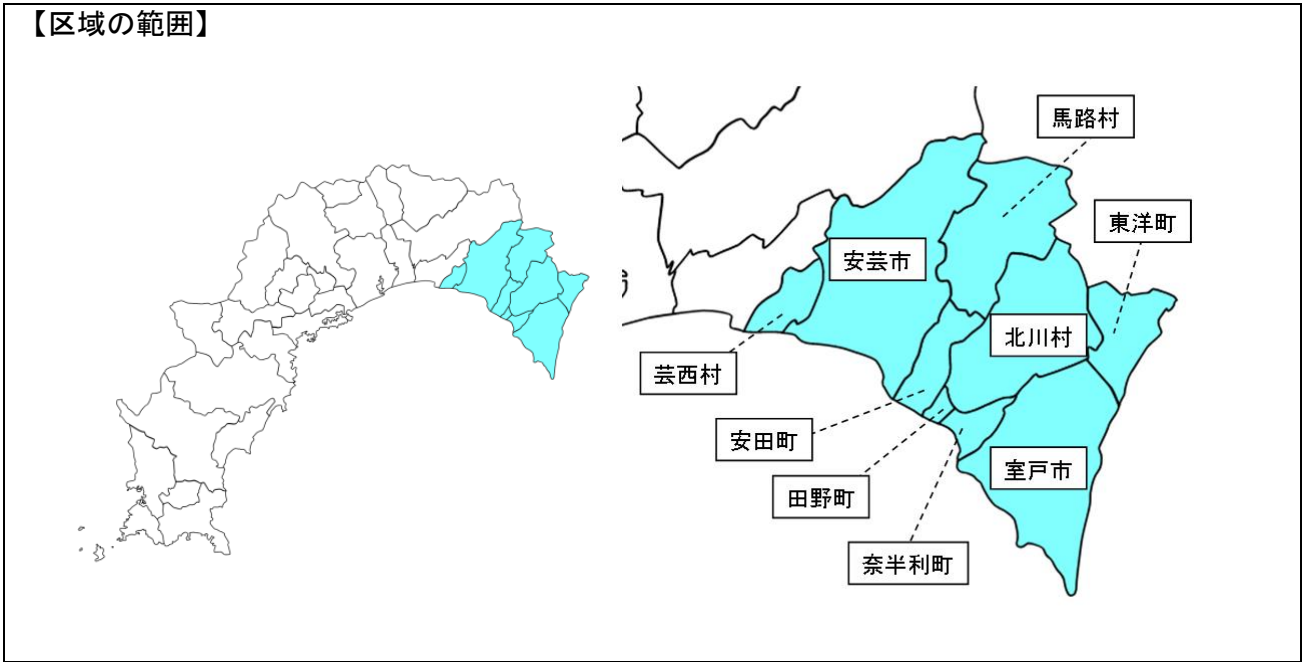 【区域の範囲】
馬路村
東洋町
安芸市
北川村
芸西村
安田町
室戸市
田野町
奈半利町